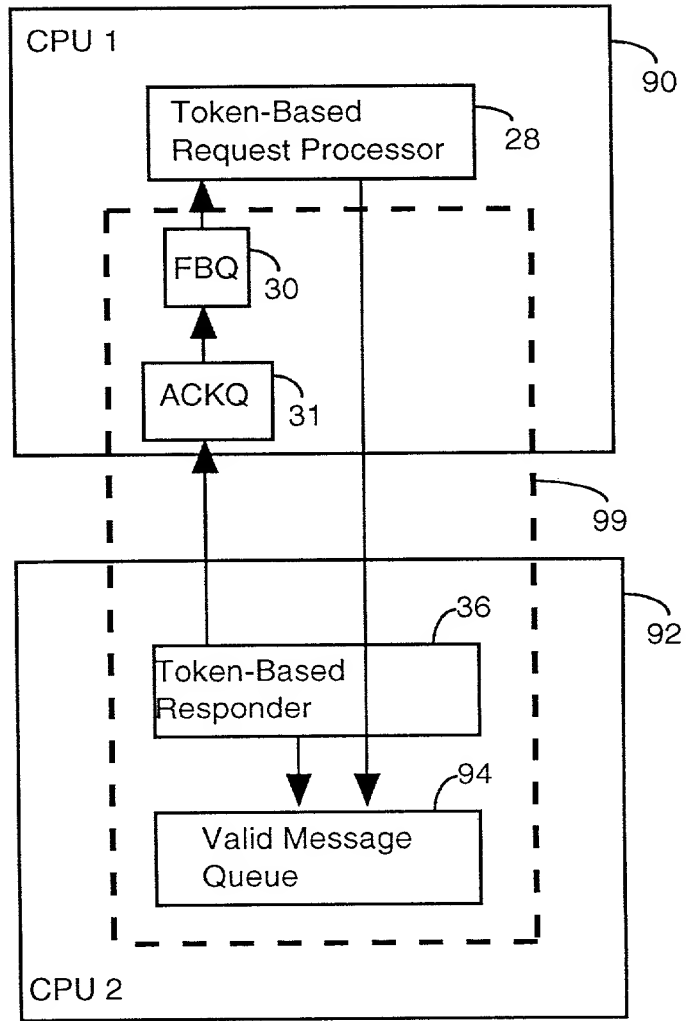 CPU 1
90
Token-Based
Request Processor
28
FBQ
30
ACKQ
31
99
36
92
Token-Based
Responder
94
Valid Message
Queue
CPU 2